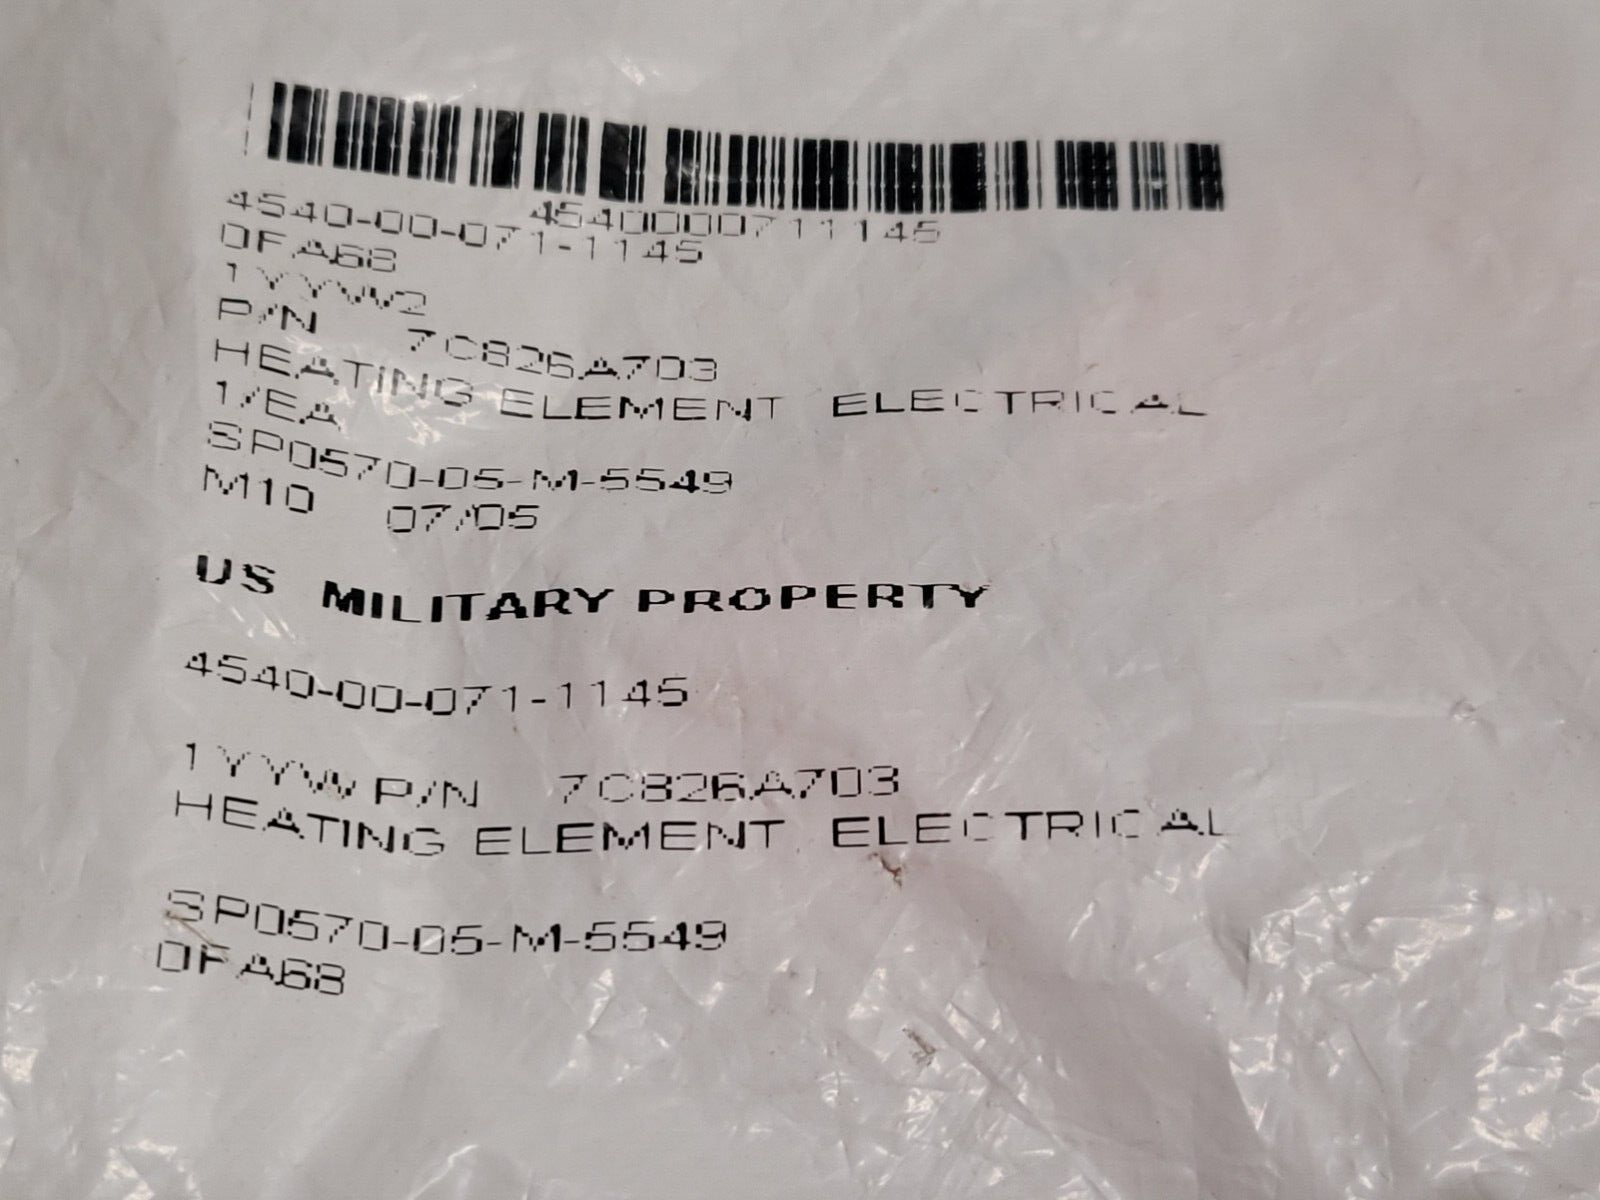 4540000711145
4540-00-071-1145
0FA68
1YYW2
P/N 7C826A703
HEATING ELEMENT ELECTRICAL
1/EA
SP0570-05-M-5549
M10 07/05
US MILITARY PROPERTY
4540-00-071-1145
1YYW P/N 7C826A703
HEATING ELEMENT ELECTRICAL
SP0570-05-M-5549
0FA68